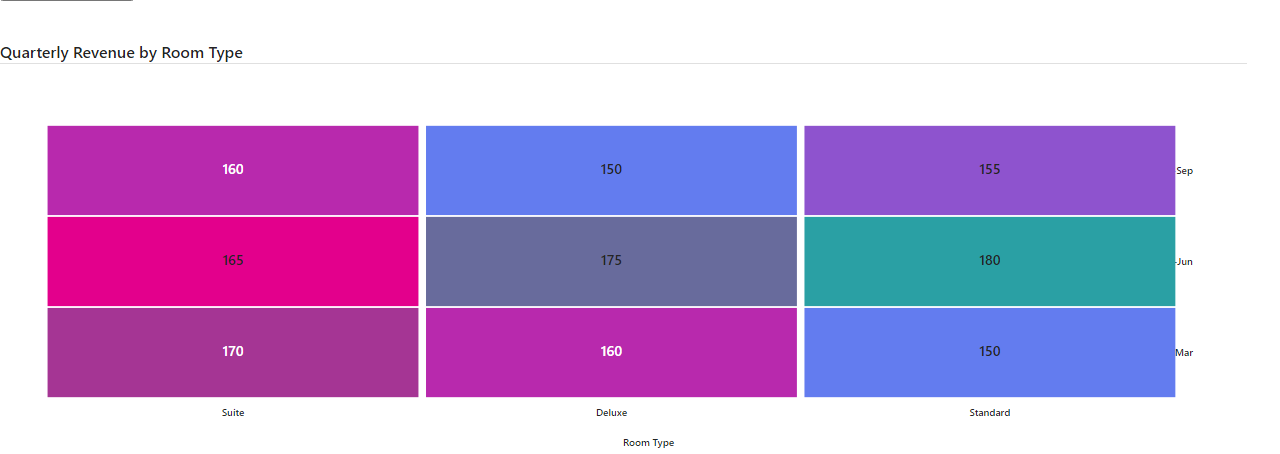 Quarterly Revenue by Room Type
160 150 155 Sep
165 175 180 Jun
170 160 150 Mar
Suite Deluxe Standard
Room Type